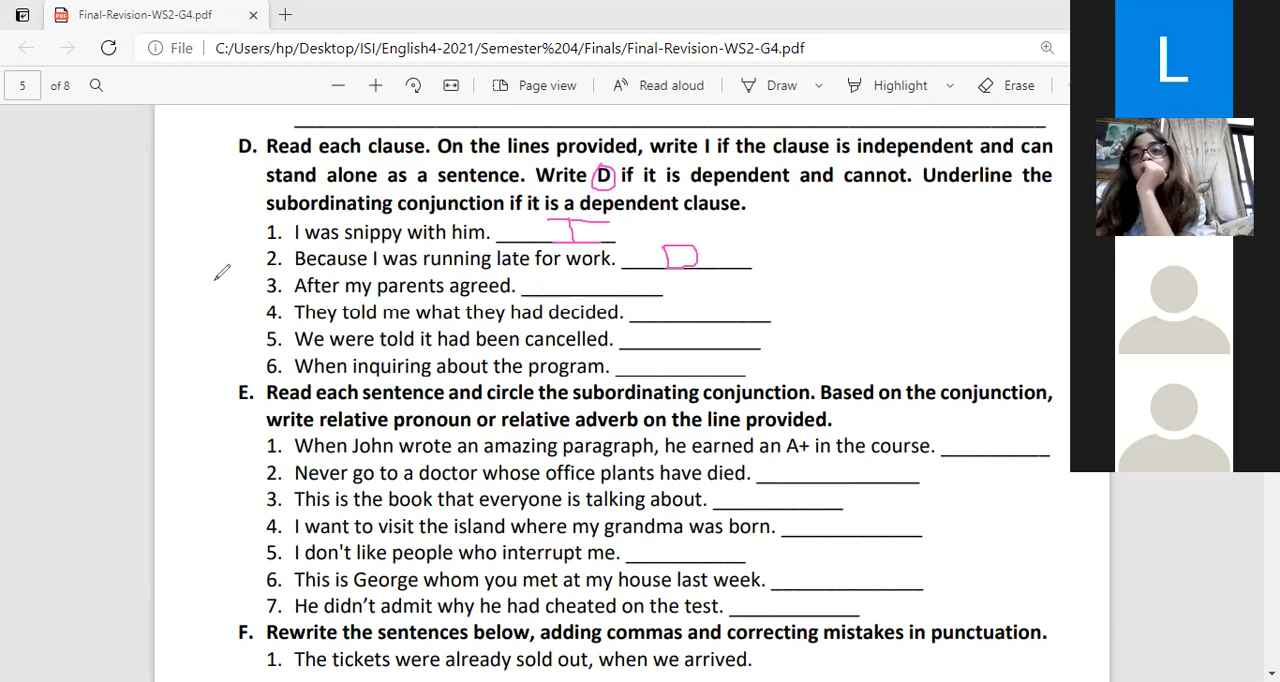 Final-Revision-WS2-G4.pdf
File C:/Users/hp/Desktop/ISI/English4-2021/Semester%204/Finals/Final-Revision-WS2-G4.pdf
5 of 8 Page view Read aloud Draw Highlight Erase
D. Read each clause. On the lines provided, write I if the clause is independent and can
stand alone as a sentence. Write D if it is dependent and cannot. Underline the
subordinating conjunction if it is a dependent clause.
1. I was snippy with him. I
2. Because I was running late for work. D
3. After my parents agreed.
4. They told me what they had decided.
5. We were told it had been cancelled.
6. When inquiring about the program.
E. Read each sentence and circle the subordinating conjunction. Based on the conjunction,
write relative pronoun or relative adverb on the line provided.
1. When John wrote an amazing paragraph, he earned an A+ in the course.
2. Never go to a doctor whose office plants have died.
3. This is the book that everyone is talking about.
4. I want to visit the island where my grandma was born.
5. I don't like people who interrupt me.
6. This is George whom you met at my house last week.
7. He didn’t admit why he had cheated on the test.
F. Rewrite the sentences below, adding commas and correcting mistakes in punctuation.
1. The tickets were already sold out, when we arrived.
L